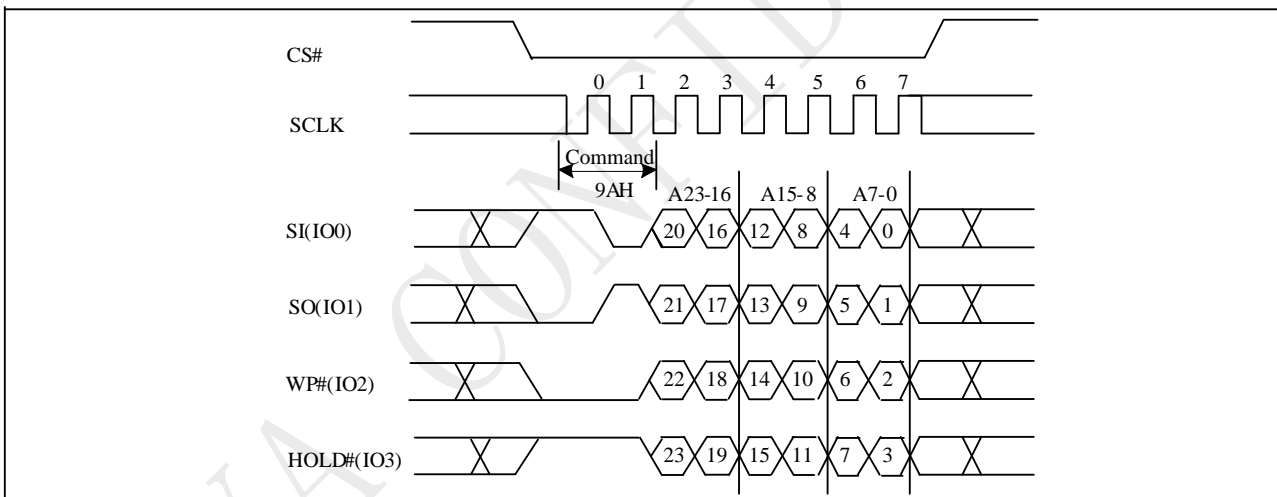 CS#
0 1 2 3 4 5 6 7
SCLK
Command
9AH
A23-16 A15-8 A7-0
SI(IO0) 20 16 12 8 4 0
SO(IO1) 21 17 13 9 5 1
WP#(IO2) 22 18 14 10 6 2
HOLD#(IO3) 23 19 15 11 7 3